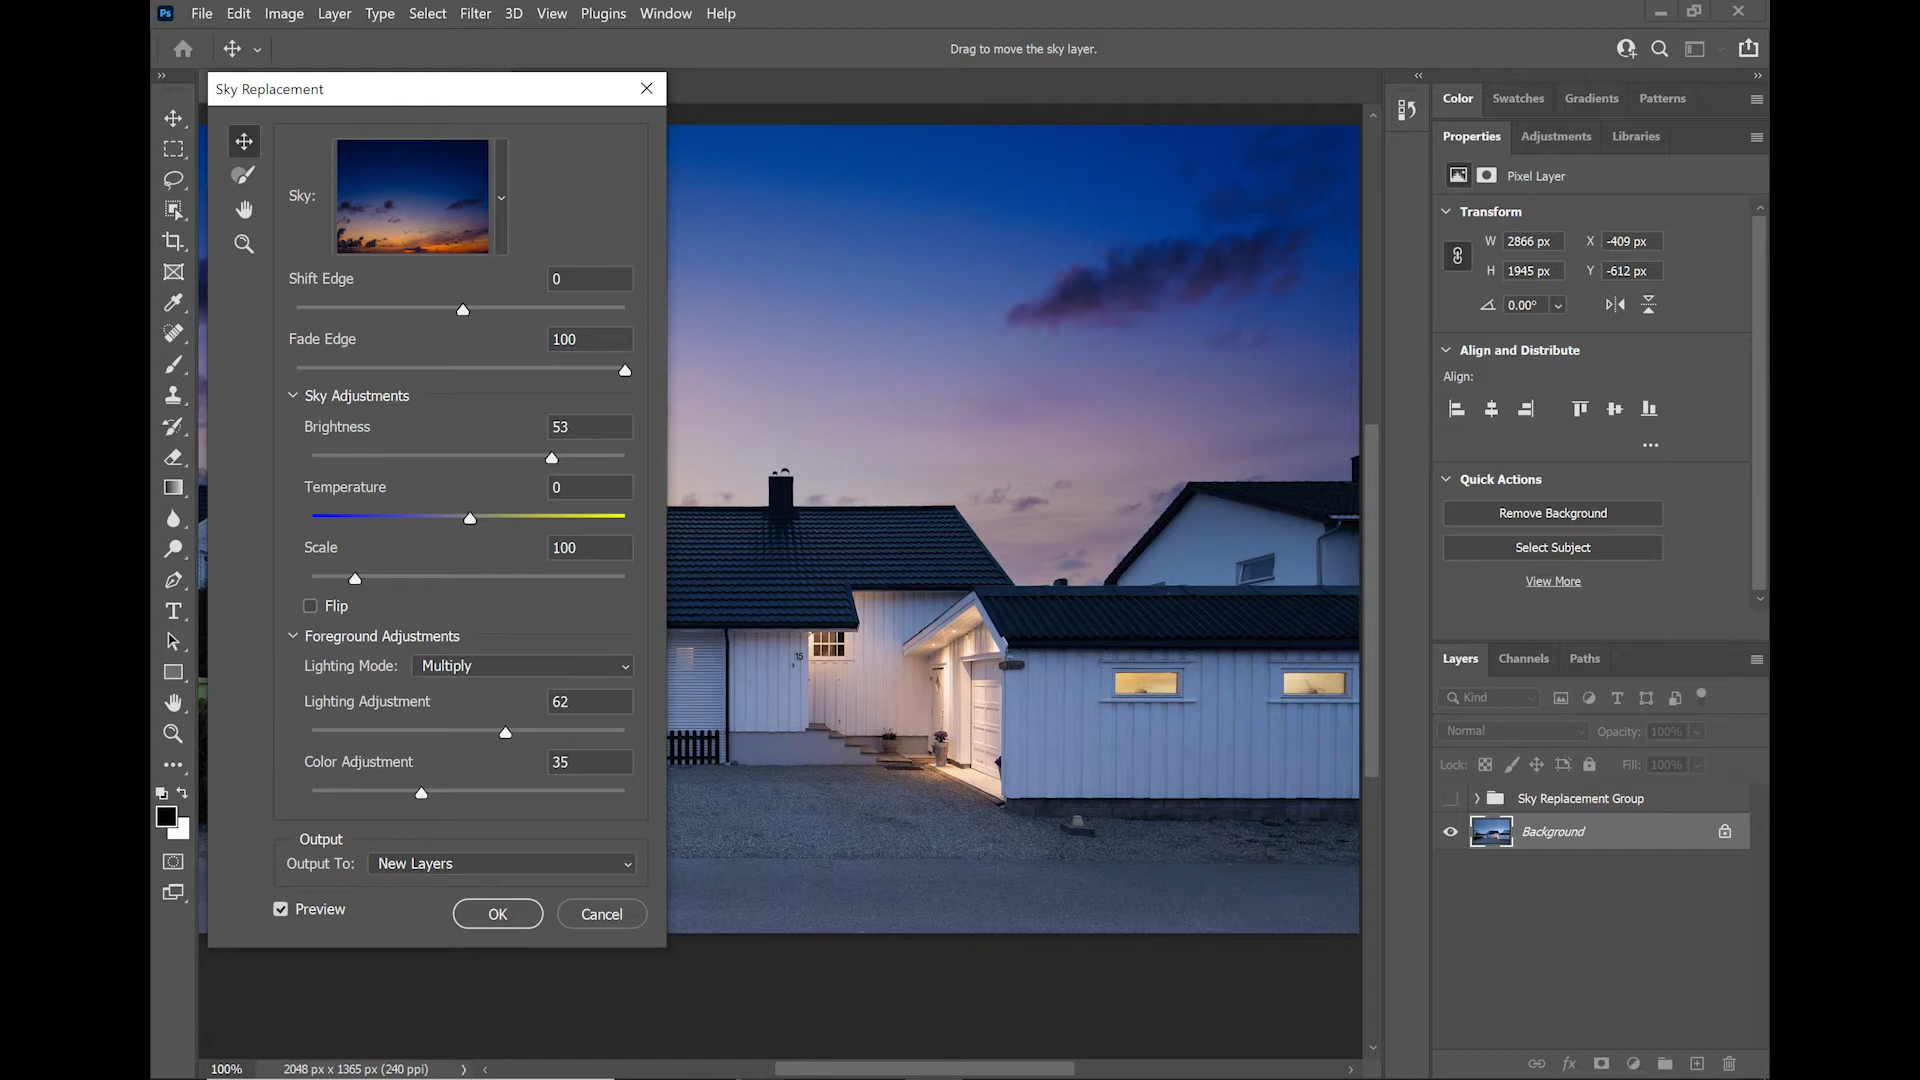 Ps File Edit Image Layer Type Select Filter 3D View Plugins Window Help
Drag to move the sky layer.
Sky Replacement
Sky:
Shift Edge 0
Fade Edge 100
Sky Adjustments
Brightness 53
Temperature 0
Scale 100
Flip
Foreground Adjustments
Lighting Mode: Multiply
Lighting Adjustment 62
Color Adjustment 35
Output
Output To: New Layers
Preview OK Cancel
15
100% 2048 px x 1365 px (240 ppi)
Color Swatches Gradients Patterns
Properties Adjustments Libraries
Pixel Layer
Transform
W 2866 px X -409 px
H 1945 px Y -612 px
0.00°
Align and Distribute
Align:
Quick Actions
Remove Background
Select Subject
View More
Layers Channels Paths
Kind
Normal Opacity: 100%
Lock: Fill: 100%
Sky Replacement Group
Background